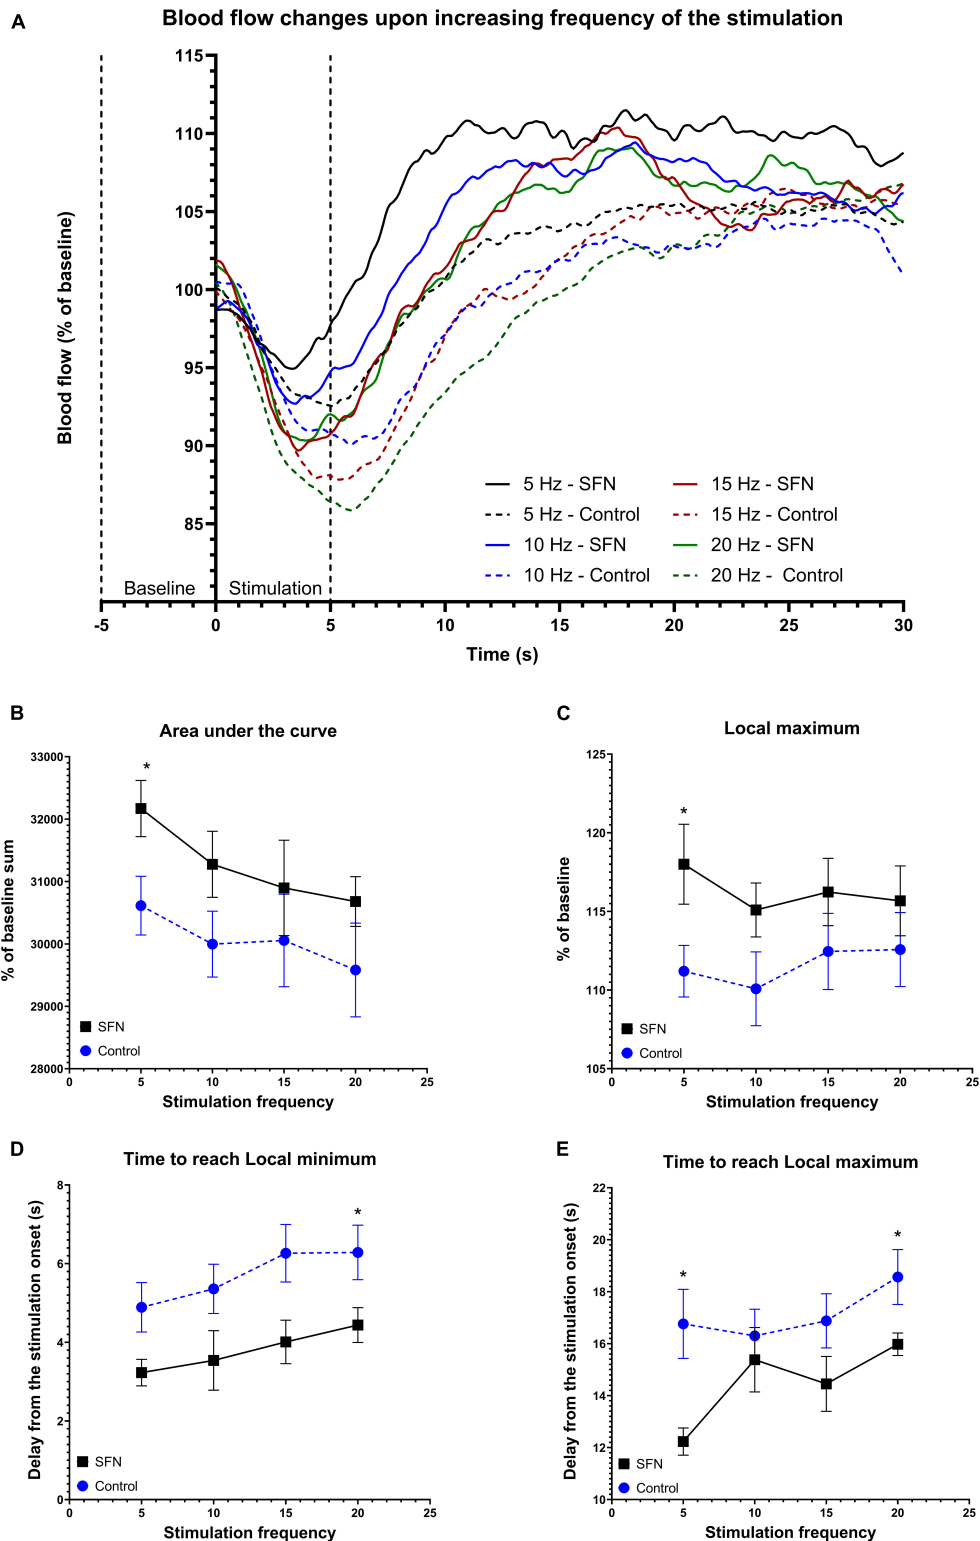 A
Blood flow changes upon increasing frequency of the stimulation
Blood flow (% of baseline)
115
110
105
100
95
90
85
5 Hz - SFN
5 Hz - Control
10 Hz - SFN
10 Hz - Control
15 Hz - SFN
15 Hz - Control
20 Hz - SFN
20 Hz - Control
Baseline
Stimulation
-5 0 5 10 15 20 25 30
Time (s)
B
Area under the curve
% of baseline sum
33000
32000
31000
30000
29000
28000
*
SFN
Control
0 5 10 15 20 25
Stimulation frequency
C
Local maximum
% of baseline
125
120
115
110
105
*
SFN
Control
0 5 10 15 20 25
Stimulation frequency
D
Time to reach Local minimum
Delay from the stimulation onset (s)
8
6
4
2
0
*
SFN
Control
0 5 10 15 20 25
Stimulation frequency
E
Time to reach Local maximum
Delay from the stimulation onset (s)
22
20
18
16
14
12
10
*
*
SFN
Control
0 5 10 15 20 25
Stimulation frequency